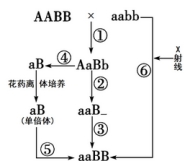 AABB × aabb
①
X射线
aB ④ AaBb ⑥
花药离体培养 ②
aB aaB_
(单倍体) ③
⑤ aaBB